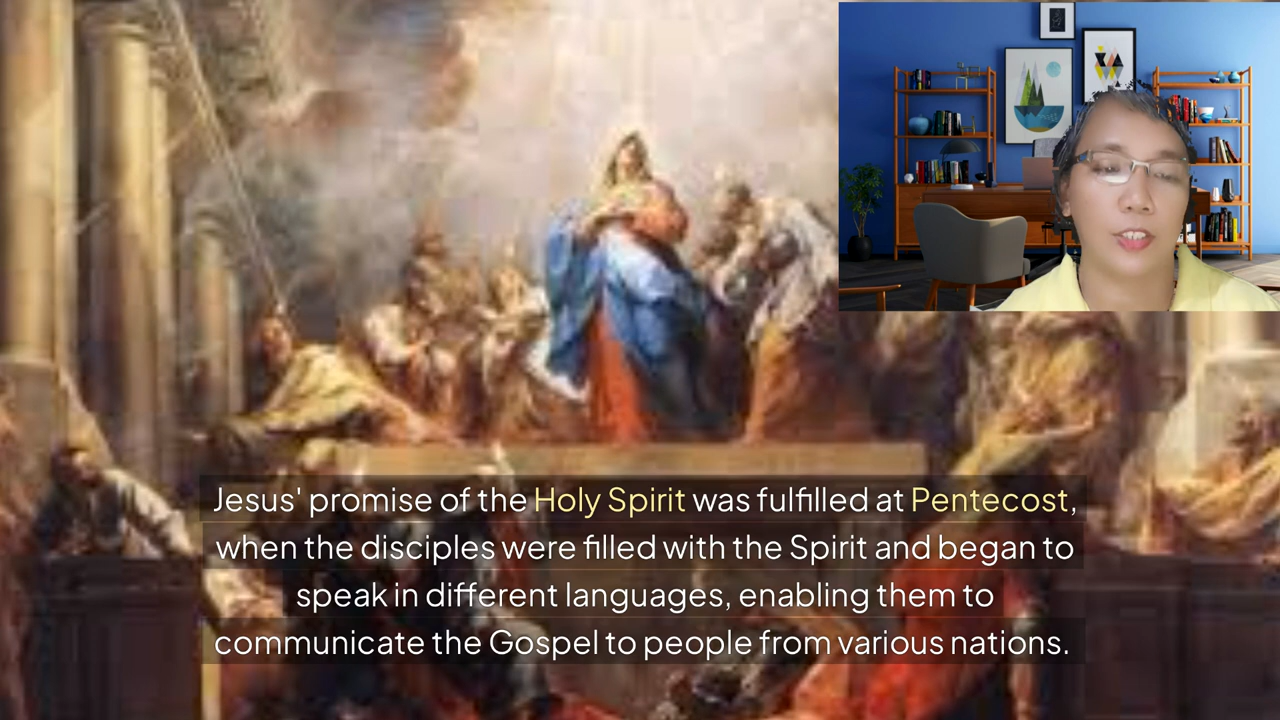 Jesus' promise of the Holy Spirit was fulfilled at Pentecost,
when the disciples were filled with the Spirit and began to
speak in different languages, enabling them to
communicate the Gospel to people from various nations.